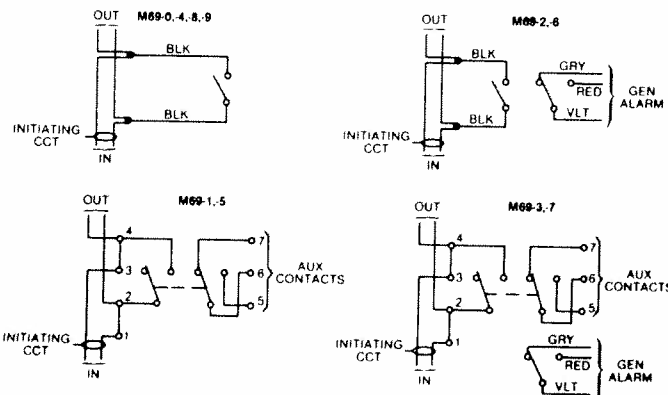 M69-0,-4,-8,-9
OUT
BLK
BLK
INITIATING
CCT
IN
M69-2,-6
OUT
BLK
BLK
GRY
RED
VLT
GEN
ALARM
INITIATING
CCT
IN
M69-1,-5
OUT
4
3
2
1
7
6
5
AUX
CONTACTS
INITIATING
CCT
IN
M69-3,-7
OUT
4
3
2
1
7
6
5
AUX
CONTACTS
INITIATING
CCT
IN
GRY
RED
VLT
GEN
ALARM